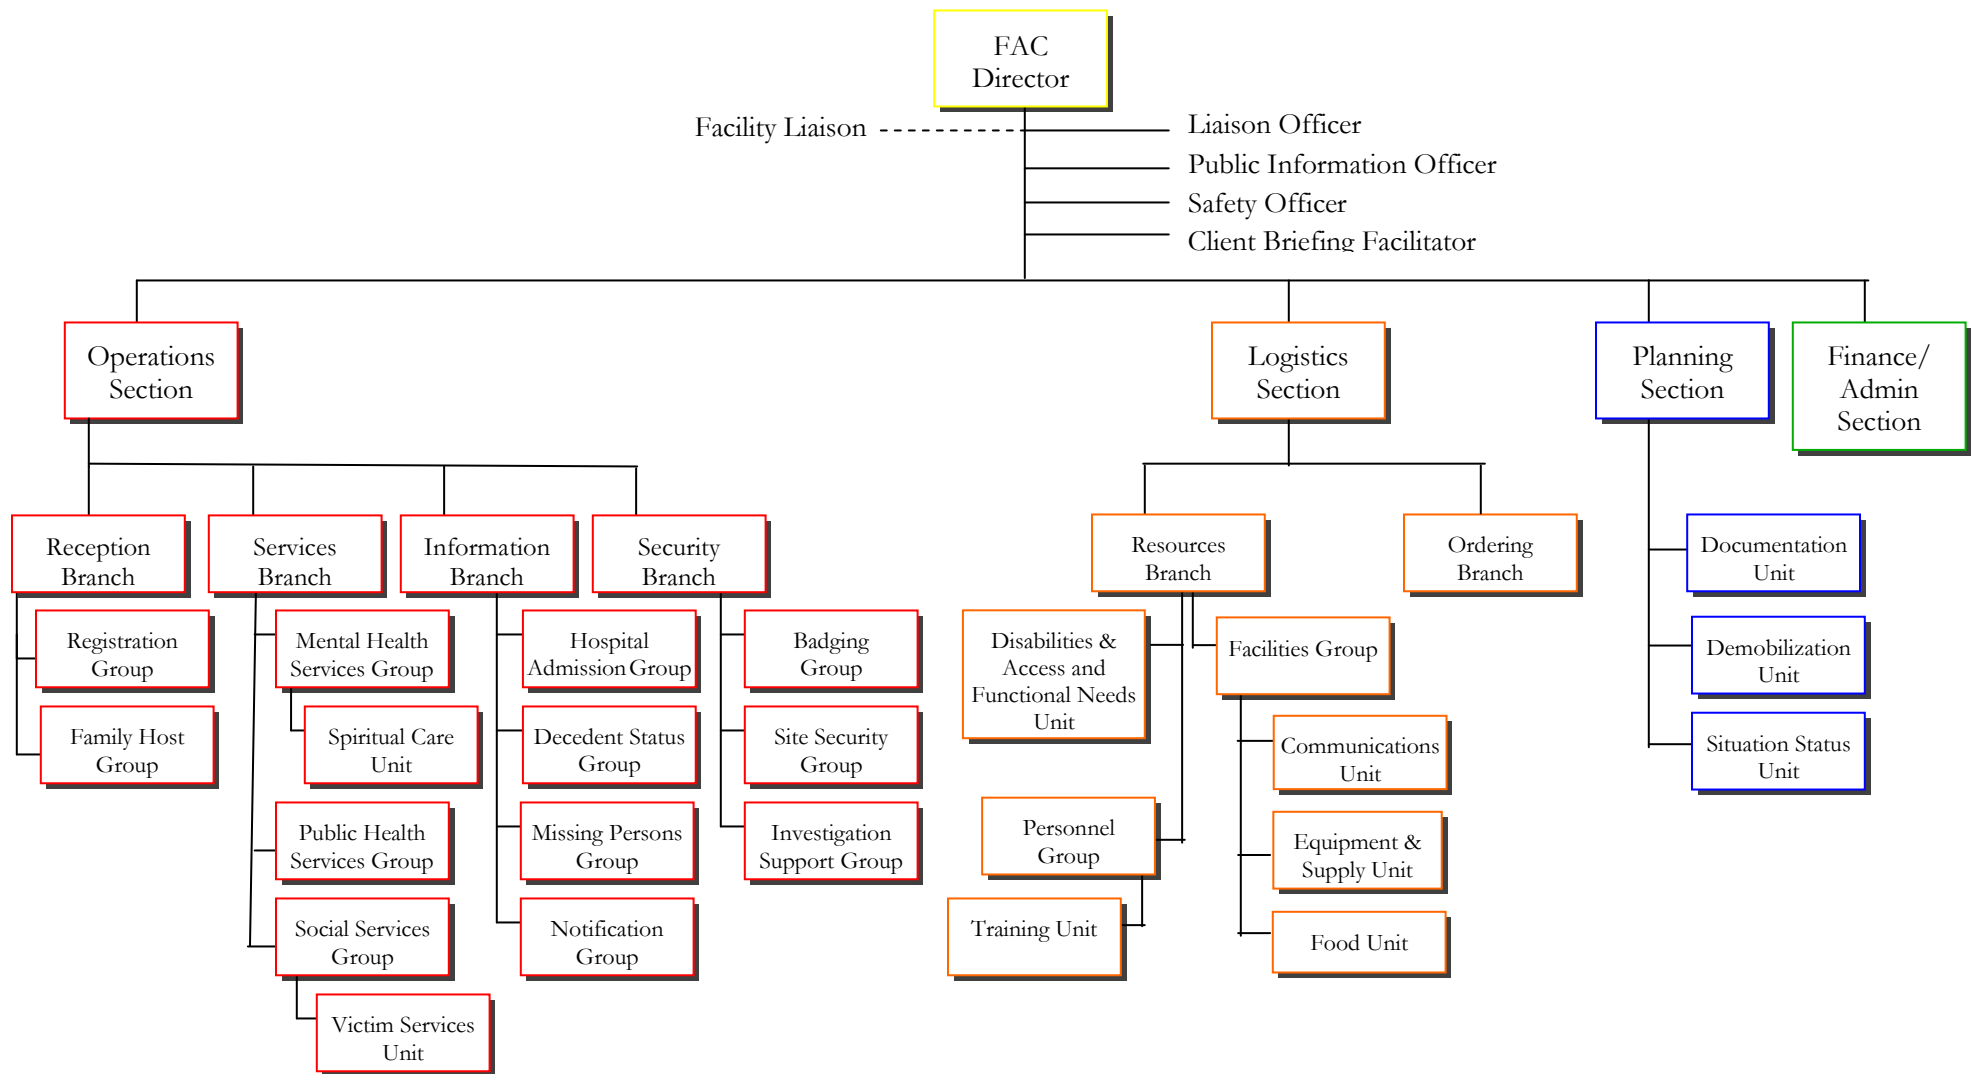 FAC
Director
Facility Liaison
Liaison Officer
Public Information Officer
Safety Officer
Client Briefing Facilitator
Operations
Section
Logistics
Section
Planning
Section
Finance/
Admin
Section
Reception
Branch
Services
Branch
Information
Branch
Security
Branch
Resources
Branch
Ordering
Branch
Registration
Group
Family Host
Group
Mental Health
Services Group
Spiritual Care
Unit
Public Health
Services Group
Social Services
Group
Victim Services
Unit
Hospital
Admission Group
Decedent Status
Group
Missing Persons
Group
Notification
Group
Badging
Group
Site Security
Group
Investigation
Support Group
Disabilities &
Access and
Functional Needs
Unit
Personnel
Group
Training Unit
Facilities Group
Communications
Unit
Equipment &
Supply Unit
Food Unit
Documentation
Unit
Demobilization
Unit
Situation Status
Unit